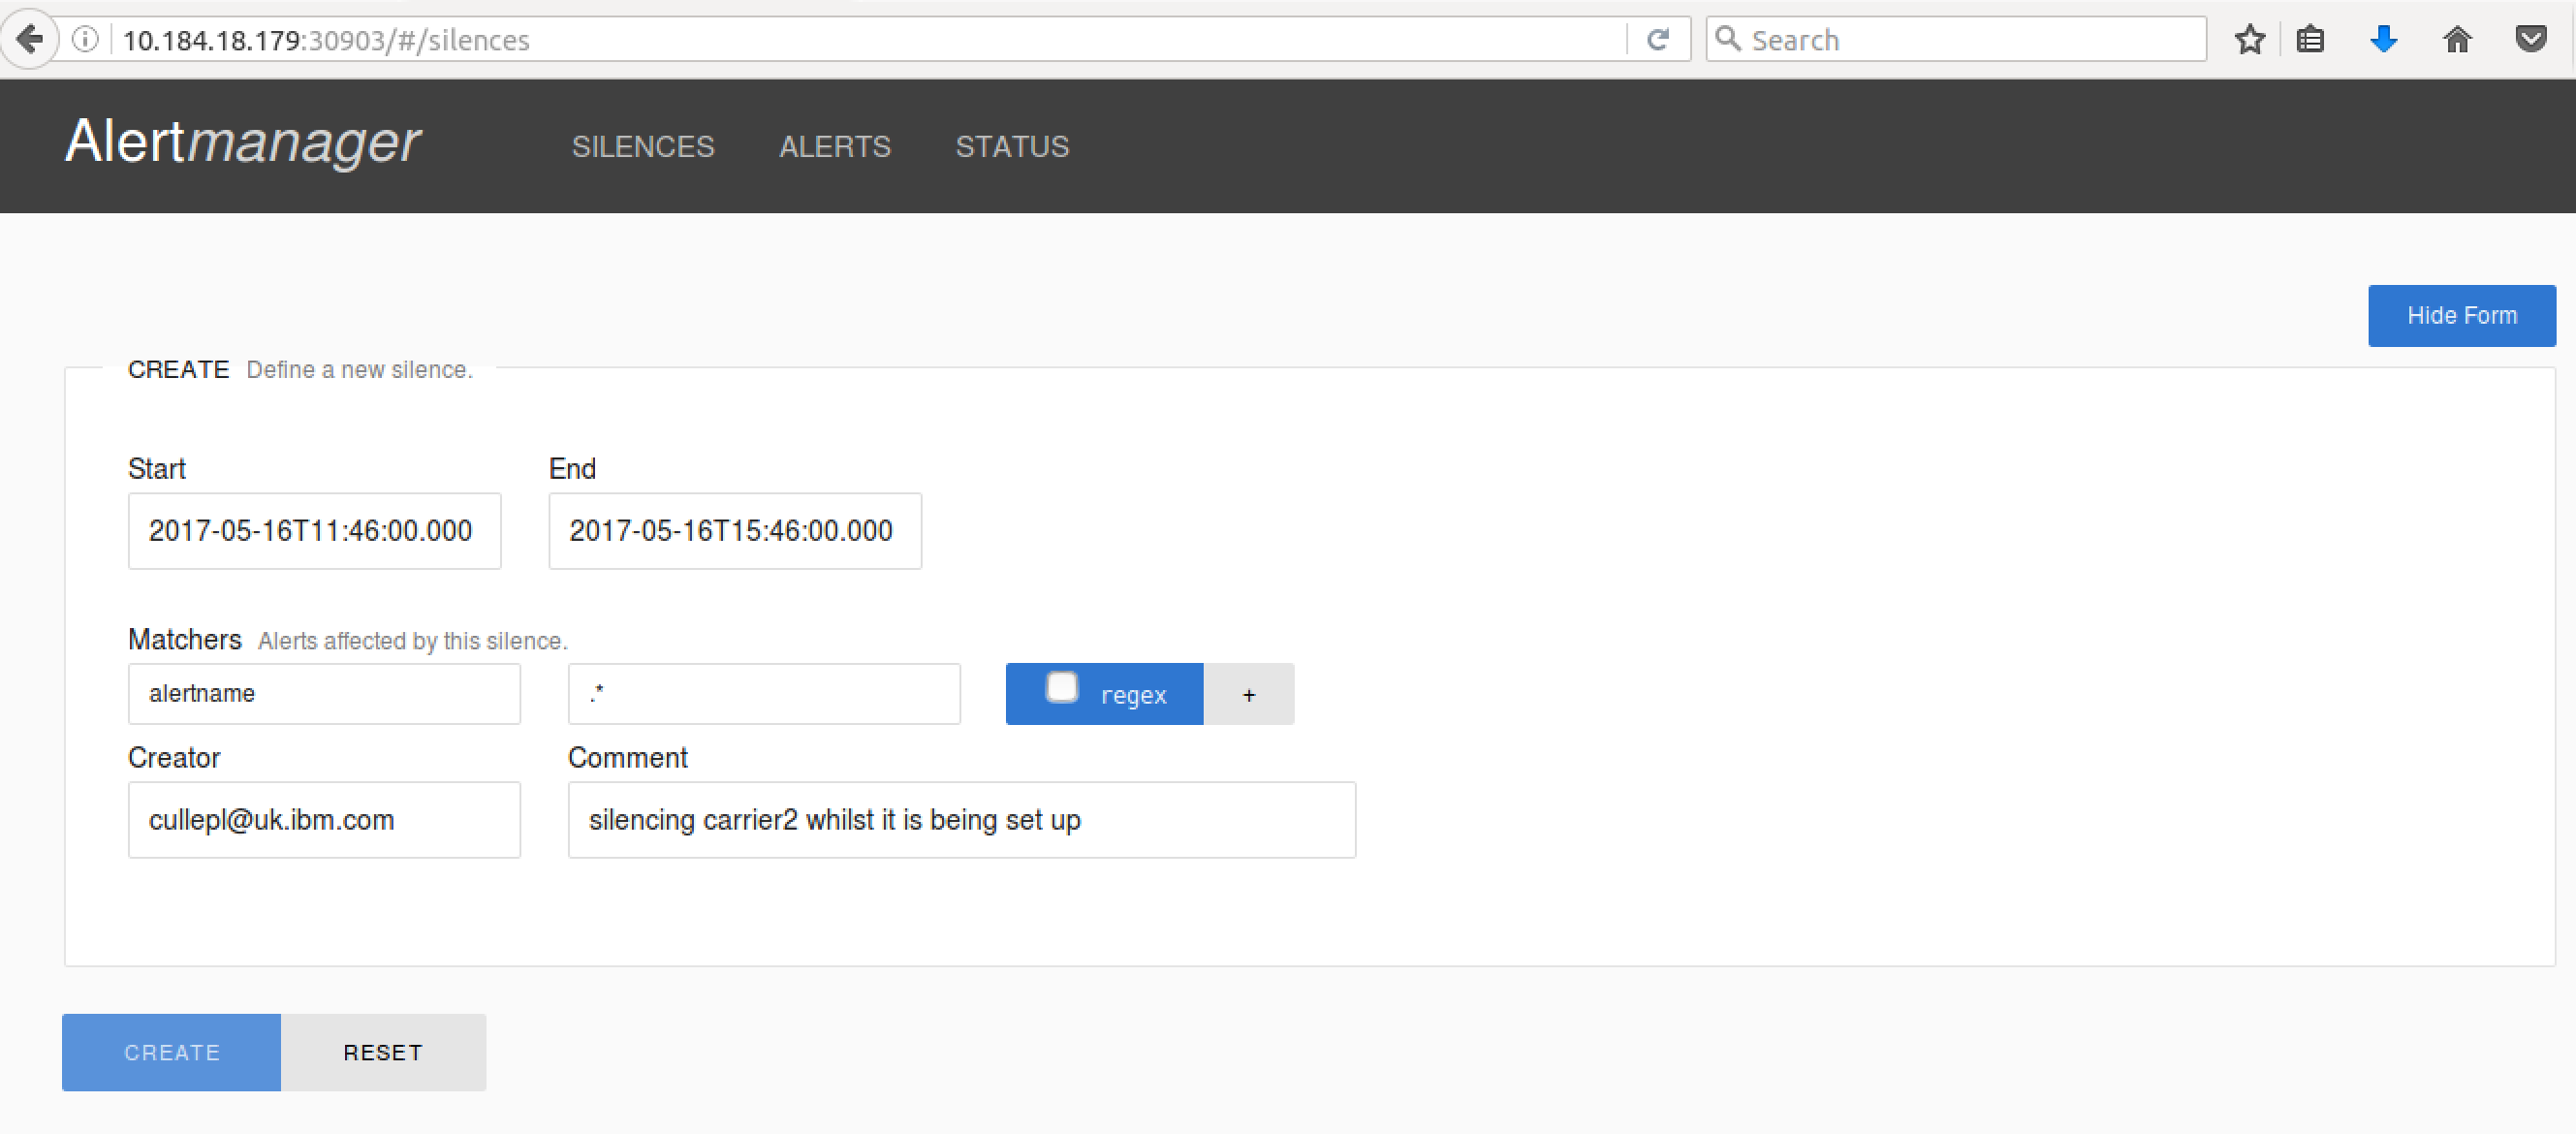 10.184.18.179:30903/#/silences
Search
Alertmanager SILENCES ALERTS STATUS
Hide Form
CREATE Define a new silence.
Start End
2017-05-16T11:46:00.000 2017-05-16T15:46:00.000
Matchers Alerts affected by this silence.
alertname .* regex +
Creator Comment
cullepl@uk.ibm.com silencing carrier2 whilst it is being set up
CREATE RESET